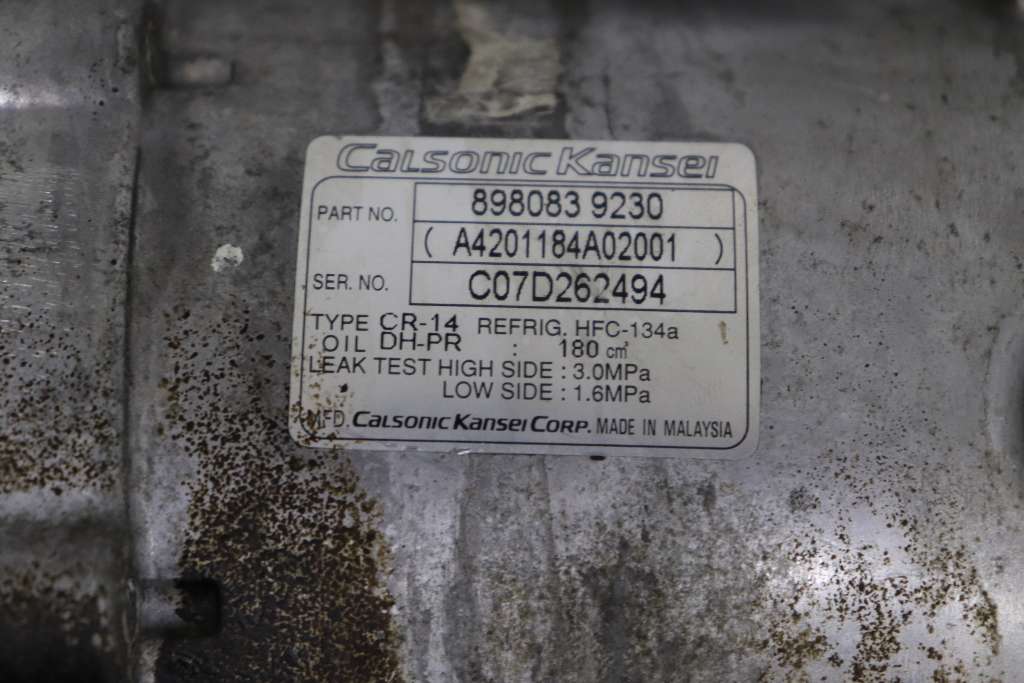 Calsonic Kansei
PART NO. 898083 9230
( A4201184A02001 )
SER. NO. C07D262494
TYPE CR-14 REFRIG. HFC-134a
OIL DH-PR : 180 cm³
LEAK TEST HIGH SIDE : 3.0MPa
LOW SIDE : 1.6MPa
MFD. CALSONIC KANSEI CORP. MADE IN MALAYSIA